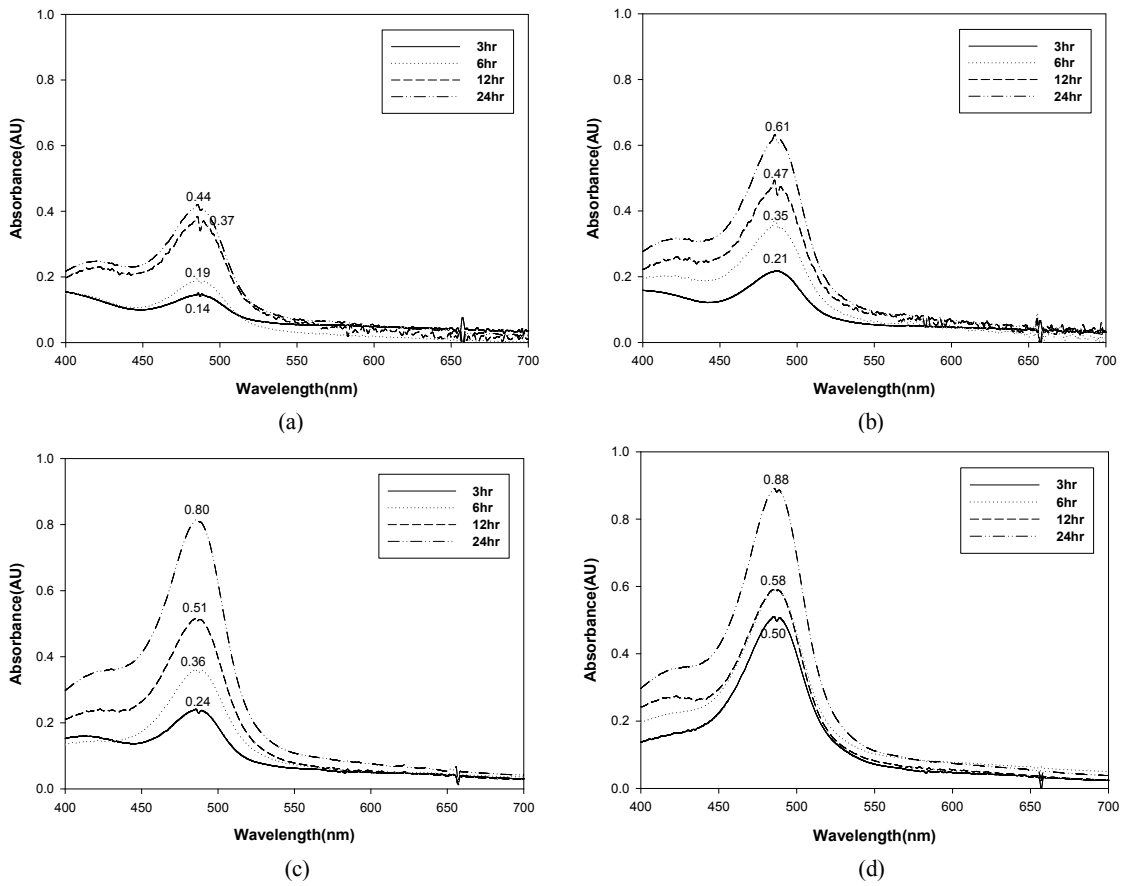 1.0
0.8
0.6
0.4
0.2
0.0
Absorbance(AU)
3hr
6hr
12hr
24hr
0.44
0.37
0.19
0.14
400 450 500 550 600 650 700
Wavelength(nm)
(a)
1.0
0.8
0.6
0.4
0.2
0.0
Absorbance(AU)
3hr
6hr
12hr
24hr
0.61
0.47
0.35
0.21
400 450 500 550 600 650 700
Wavelength(nm)
(b)
1.0
0.8
0.6
0.4
0.2
0.0
Absorbance(AU)
3hr
6hr
12hr
24hr
0.80
0.51
0.36
0.24
400 450 500 550 600 650 700
Wavelength(nm)
(c)
1.0
0.8
0.6
0.4
0.2
0.0
Absorbance(AU)
3hr
6hr
12hr
24hr
0.88
0.58
0.50
400 450 500 550 600 650 700
Wavelength(nm)
(d)